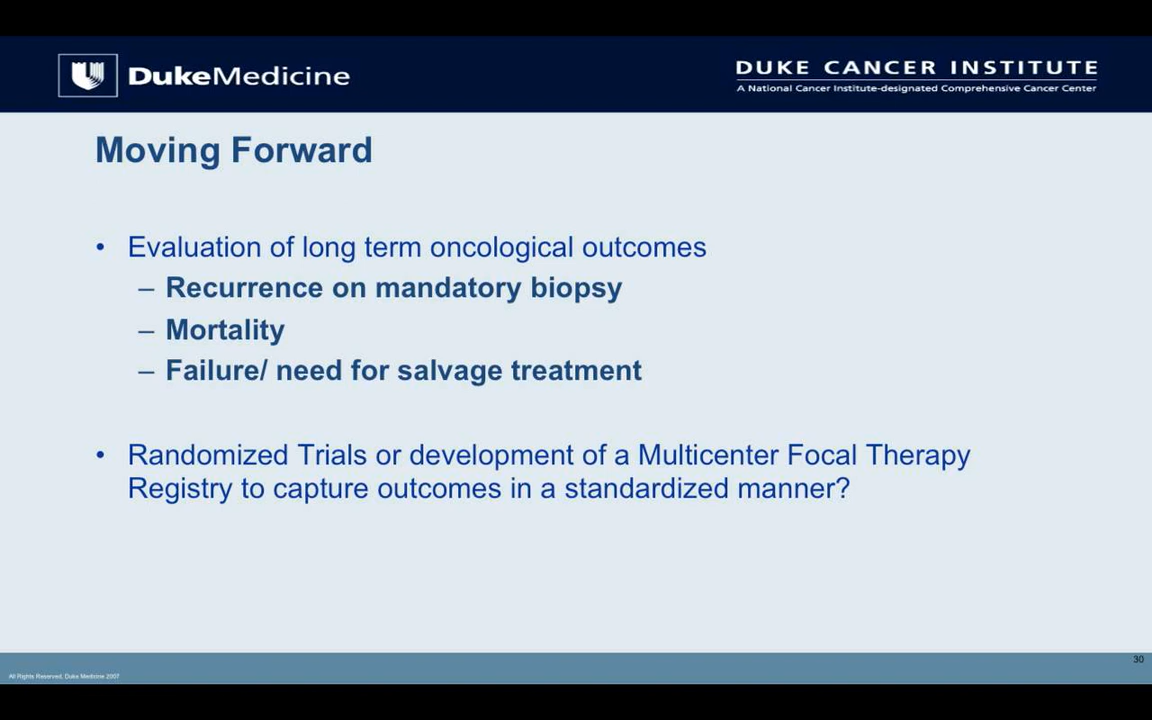 DukeMedicine
DUKE CANCER INSTITUTE
A National Cancer Institute-designated Comprehensive Cancer Center
Moving Forward
• Evaluation of long term oncological outcomes
– Recurrence on mandatory biopsy
– Mortality
– Failure/ need for salvage treatment
• Randomized Trials or development of a Multicenter Focal Therapy
Registry to capture outcomes in a standardized manner?
30
All Rights Reserved, Duke Medicine 2007